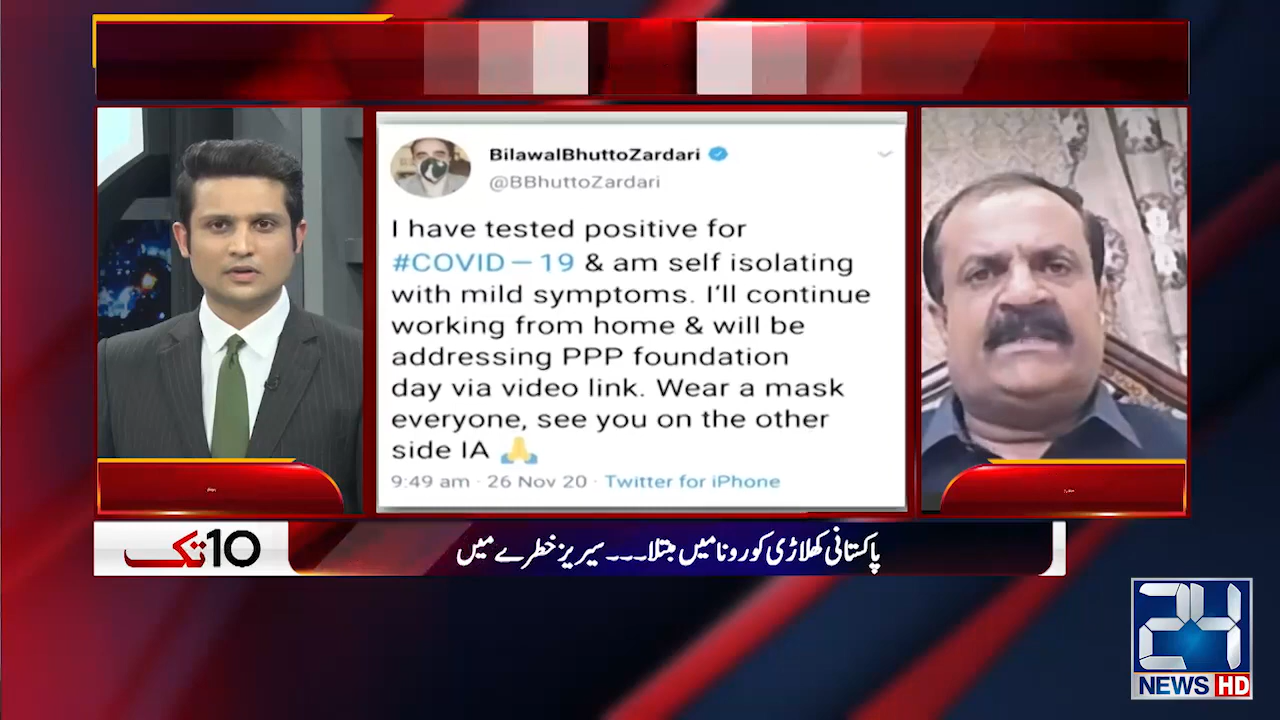 BilawalBhuttoZardari
@BBhuttoZardari
I have tested positive for
#COVID – 19 & am self isolating
with mild symptoms. I'll continue
working from home & will be
addressing PPP foundation
day via video link. Wear a mask
everyone, see you on the other
side IA 🙏
9:49 am · 26 Nov 20 · Twitter for iPhone
10 تک
پاکستانی کھلاڑی کورونا میں مبتلا۔۔۔ سیریز خطرے میں
24
NEWS HD